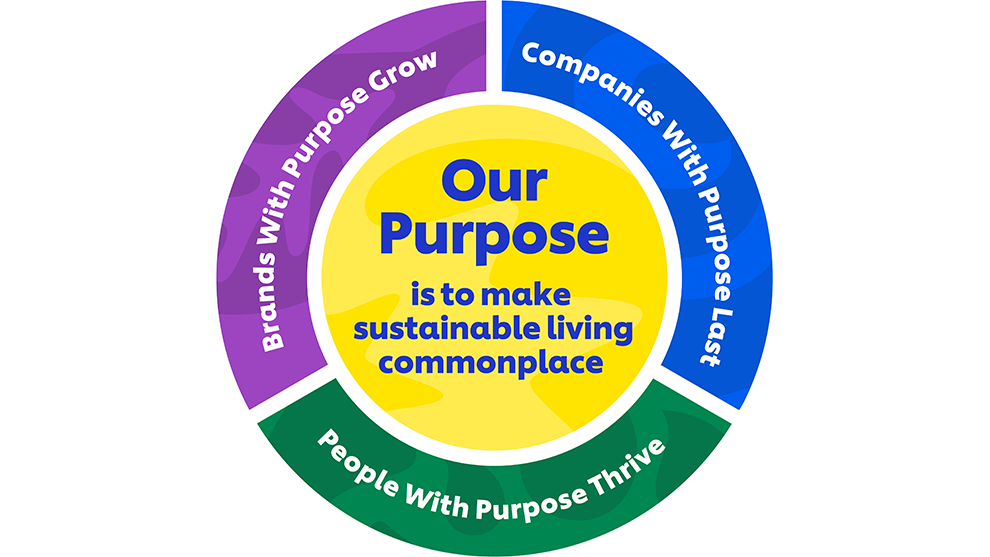 Brands With Purpose Grow
Companies With Purpose Last
Our
Purpose
is to make
sustainable living
commonplace
People With Purpose Thrive